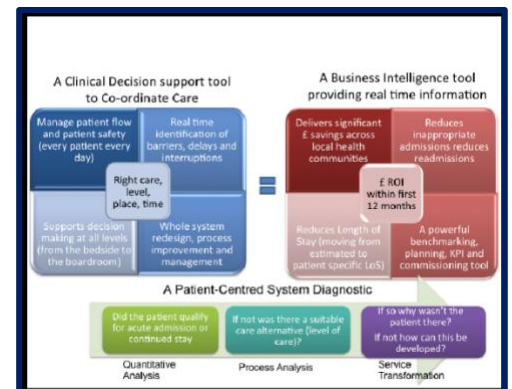 A Clinical Decision support tool
to Co-ordinate Care
A Business Intelligence tool
providing real time information
Manage patient flow
and patient safety
(every patient every
day)
Real time
identification of
barriers, delays and
interruptions
Right care,
level,
place, time
Supports decision
making at all levels
(from the bedside to
the boardroom)
Whole system
redesign, process
improvement and
management
=
Delivers significant
£ savings across
local health
communities
Reduces
inappropriate
admissions reduces
readmissions
£ ROI
within first
12 months
Reduces Length of
Stay (moving from
estimated to
patient specific LoS)
A powerful
benchmarking,
planning, KPI and
commissioning tool
A Patient-Centred System Diagnostic
Did the patient qualify
for acute admission or
continued stay
If not was there a suitable
care alternative (level of
care)?
If so why wasn't the
patient there?
If not how can this be
developed?
Quantitative
Analysis
Process Analysis
Service
Transformation